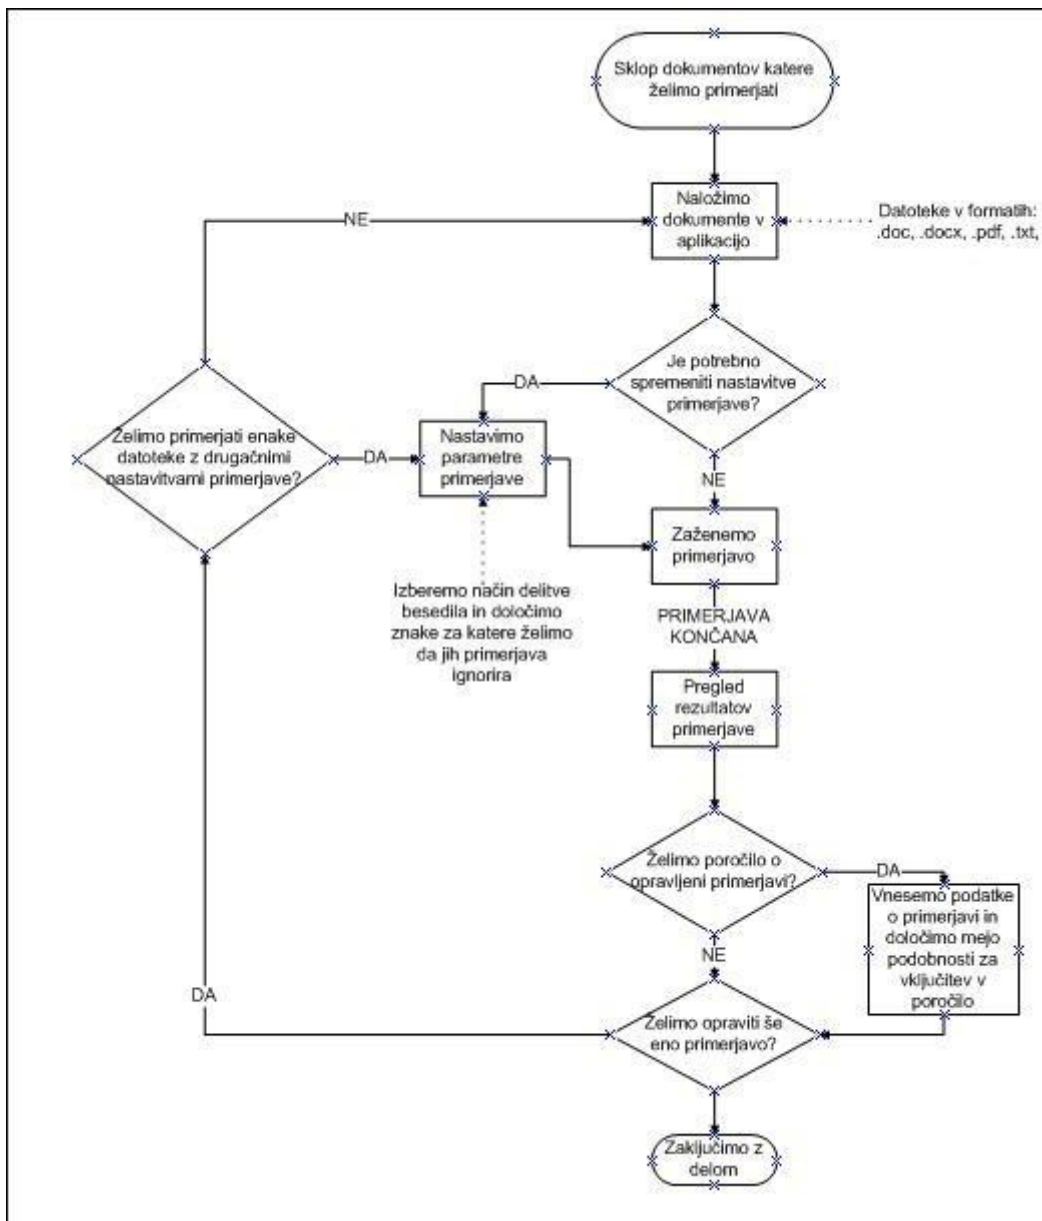 Sklop dokumentov katere
želimo primerjati
Naložimo
dokumente v
aplikacijo
Datoteke v formatih:
.doc, .docx, .pdf, .txt,
NE
Je potrebno
spremeniti nastavitve
primerjave?
DA
Želimo primerjati enake
datoteke z drugačnimi
nastavitvami primerjave?
DA
Nastavimo
parametre
primerjave
NE
Zaženemo
primerjavo
Izberemo način delitve
besedila in določimo
znake za katere želimo
da jih primerjava
ignorira
PRIMERJAVA
KONČANA
Pregled
rezultatov
primerjave
Želimo poročilo o
opravljeni primerjavi?
DA
Vnesemo podatke
o primerjavi in
določimo mejo
podobnosti za
vključitev v
poročilo
NE
DA
Želimo opraviti še
eno primerjavo?
Zaključimo z
delom